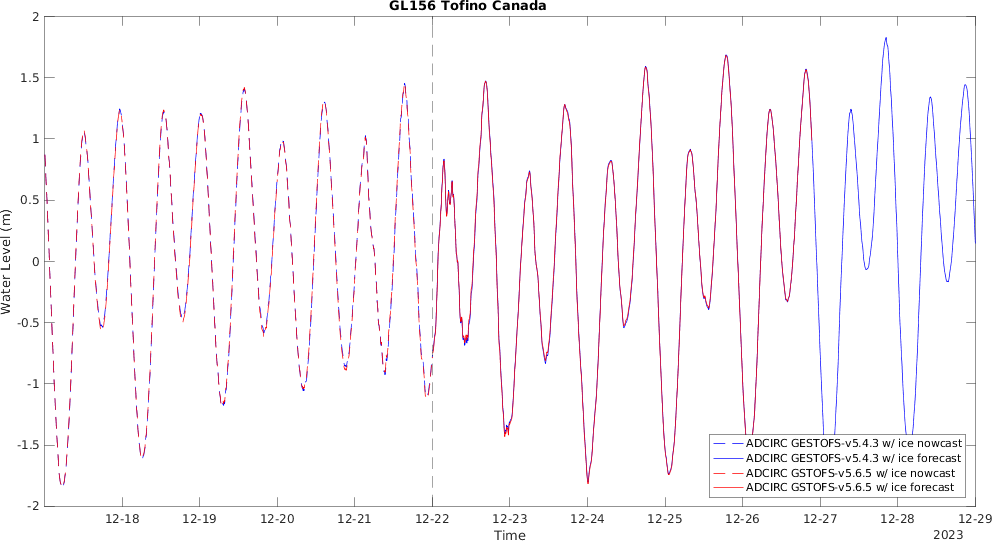 GL156 Tofino Canada
2
1.5
1
0.5
0
-0.5
-1
-1.5
-2
Water Level (m)
ADCIRC GESTOFS-v5.4.3 w/ ice nowcast
ADCIRC GESTOFS-v5.4.3 w/ ice forecast
ADCIRC GSTOFS-v5.6.5 w/ ice nowcast
ADCIRC GSTOFS-v5.6.5 w/ ice forecast
12-18 12-19 12-20 12-21 12-22 12-23 12-24 12-25 12-26 12-27 12-28 12-29
Time
2023